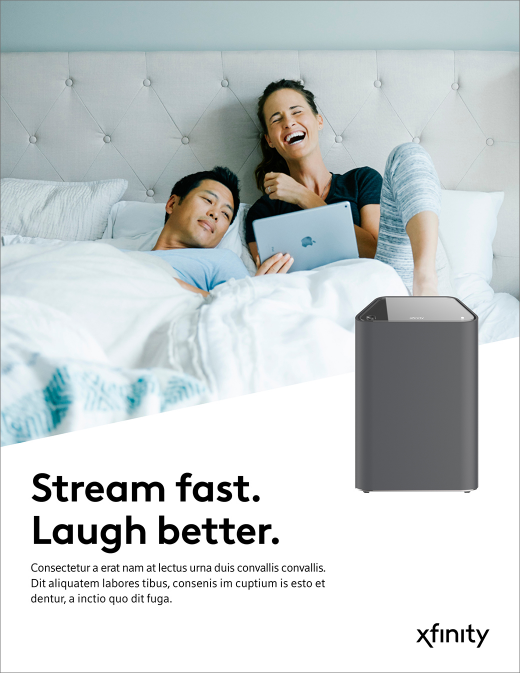 Stream fast.
Laugh better.
Consectetur a erat nam at lectus urna duis convallis convallis.
Dit aliquatem labores tibus, consenis im cuptium is esto et
dentur, a inctio quo dit fuga.
xfinity